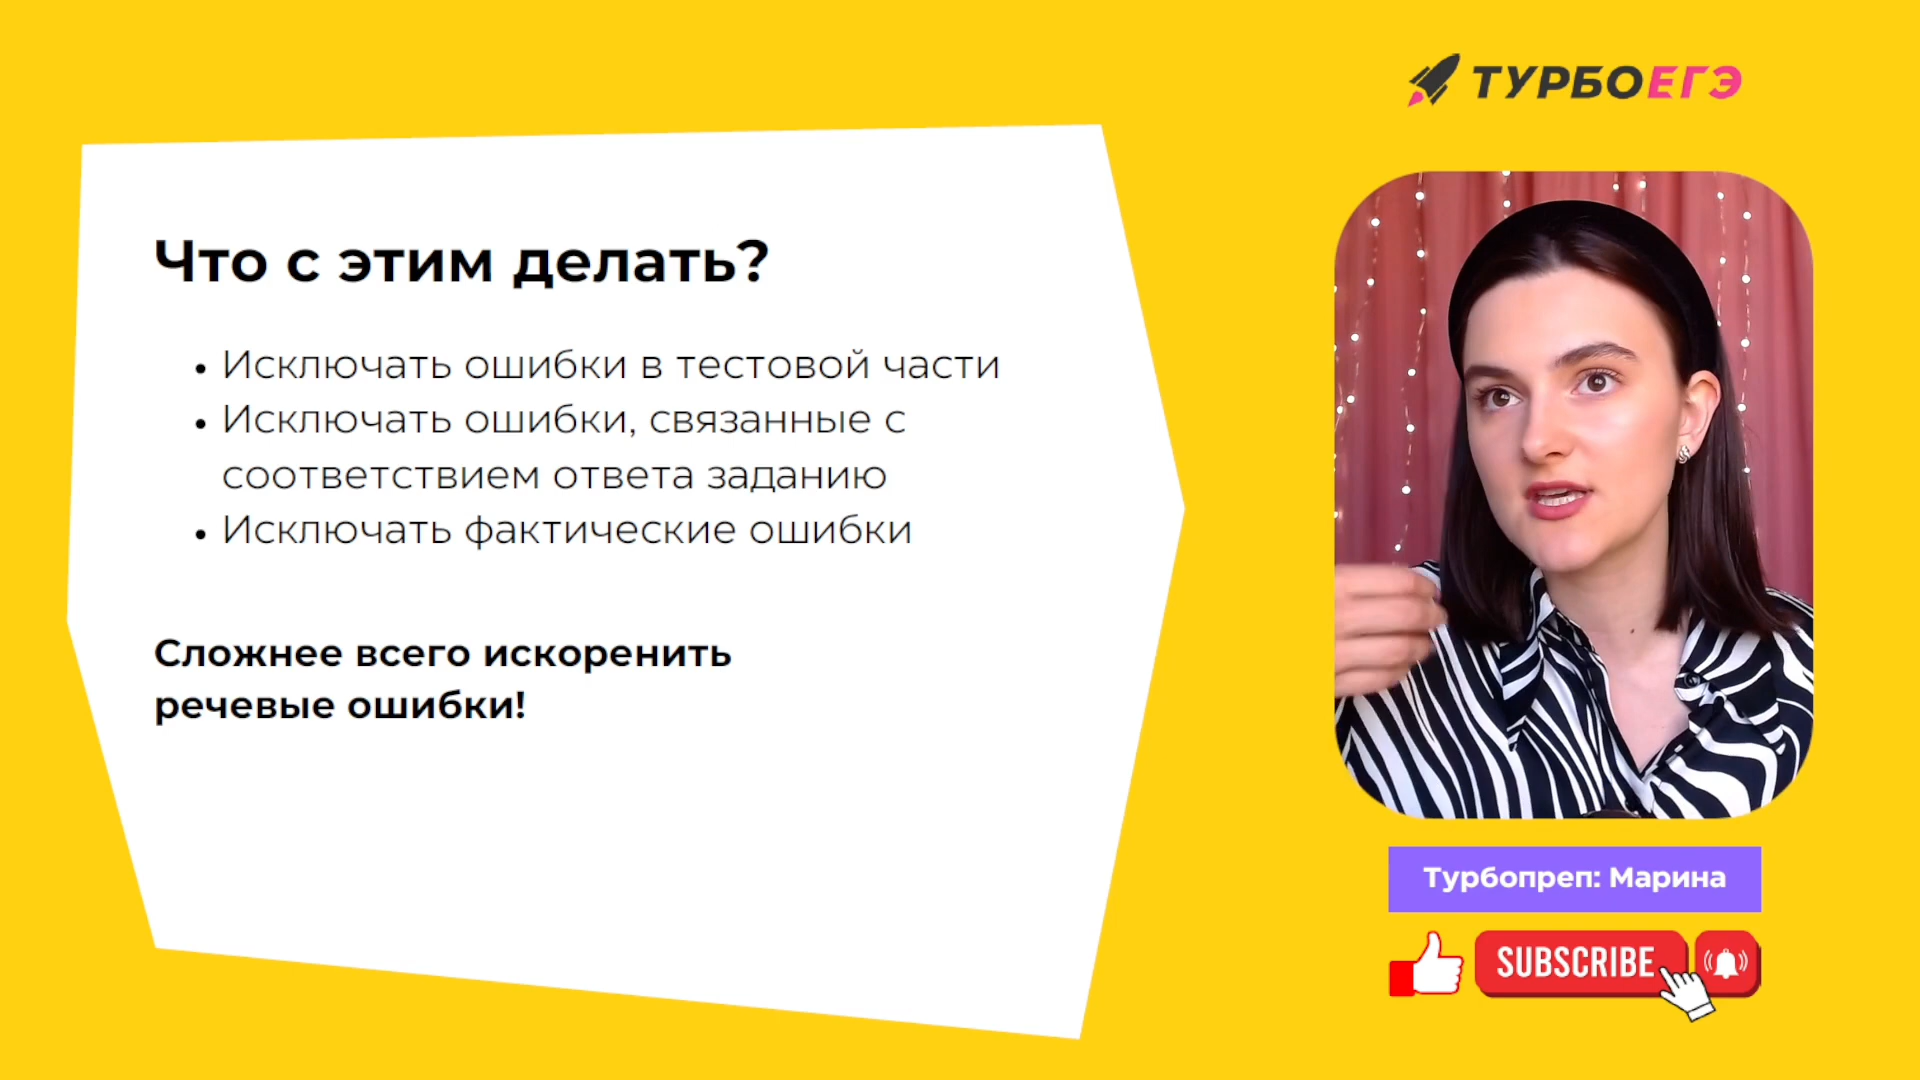 ТУРБОЕГЭ
Что с этим делать?
• Исключать ошибки в тестовой части
• Исключать ошибки, связанные с
соответствием ответа заданию
• Исключать фактические ошибки
Сложнее всего искоренить
речевые ошибки!
Турбопреп: Марина
SUBSCRIBE